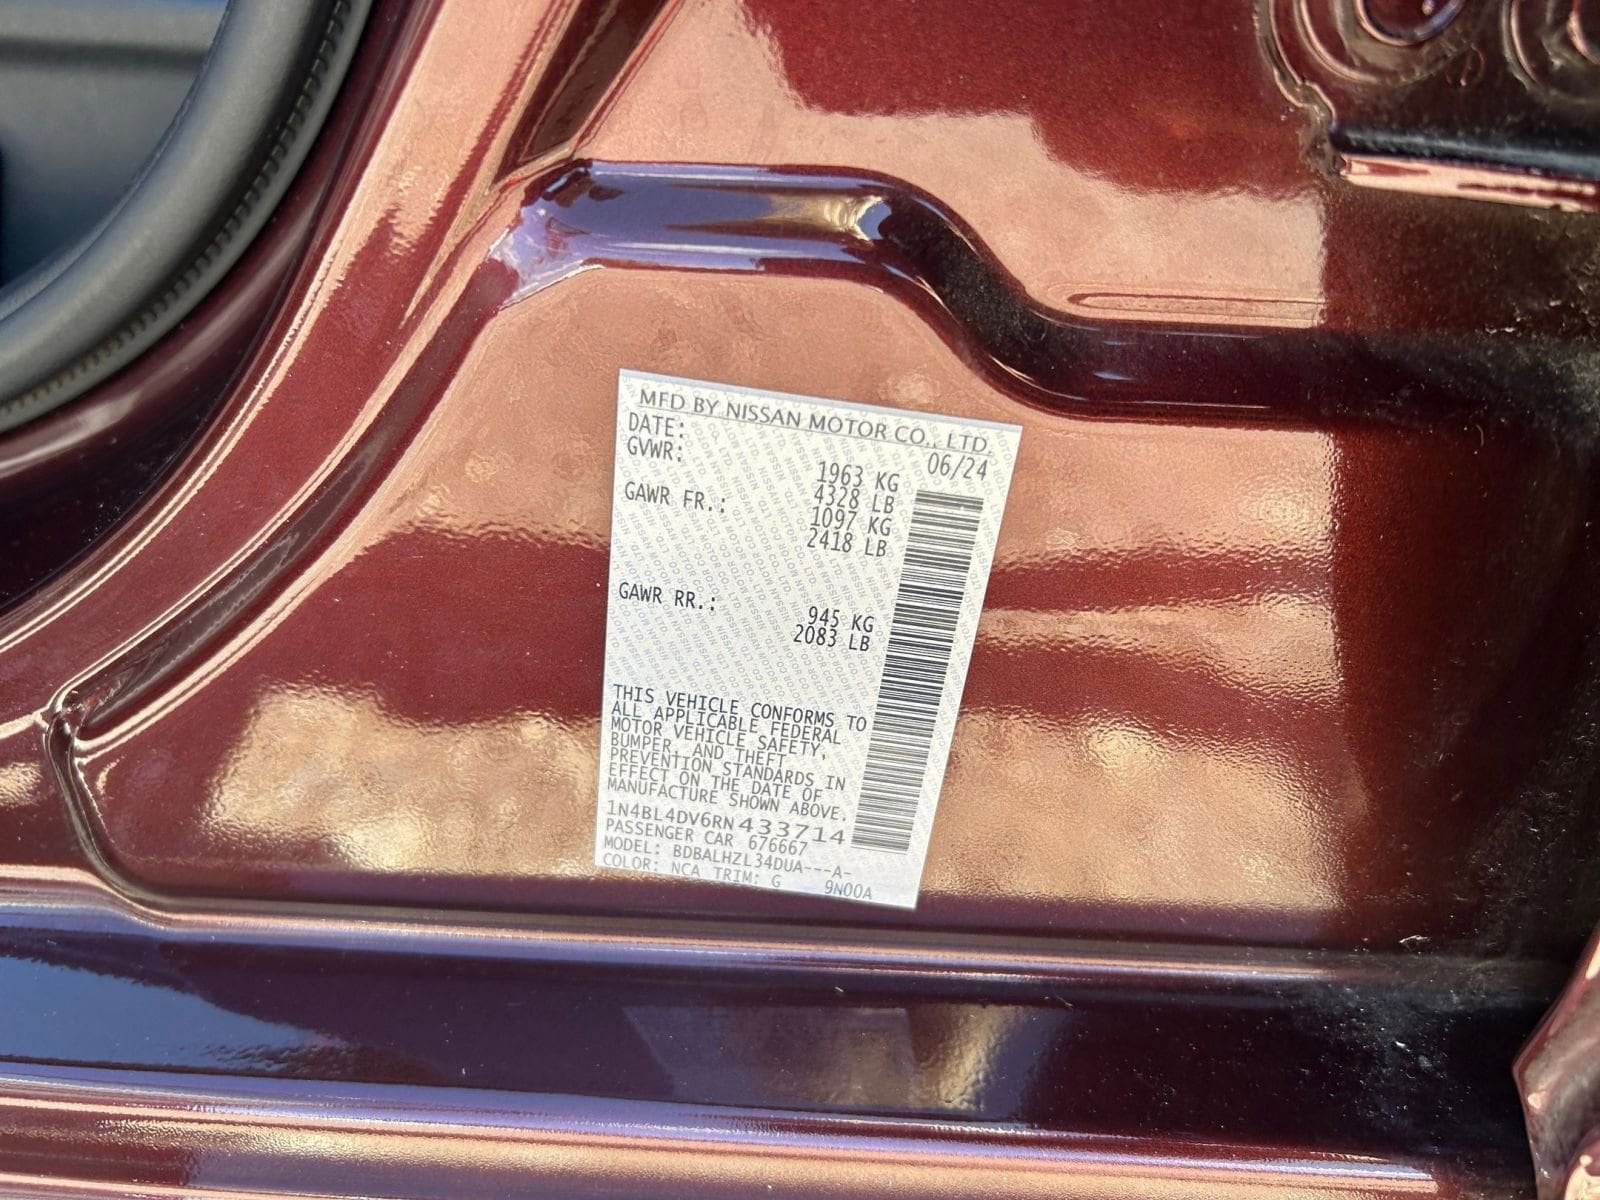 MFD BY NISSAN MOTOR CO., LTD.
DATE: 06/24
GVWR: 1963 KG
4328 LB
GAWR FR.: 1097 KG
2418 LB
GAWR RR.: 945 KG
2083 LB
THIS VEHICLE CONFORMS TO
ALL APPLICABLE FEDERAL
MOTOR VEHICLE SAFETY,
BUMPER, AND THEFT
PREVENTION STANDARDS IN
EFFECT ON THE DATE OF
MANUFACTURE SHOWN ABOVE.
1N4BL4DV6RN433714
PASSENGER CAR 676667
MODEL: BDBALHZL34DUA---A-
COLOR: NCA TRIM: G 9N00A